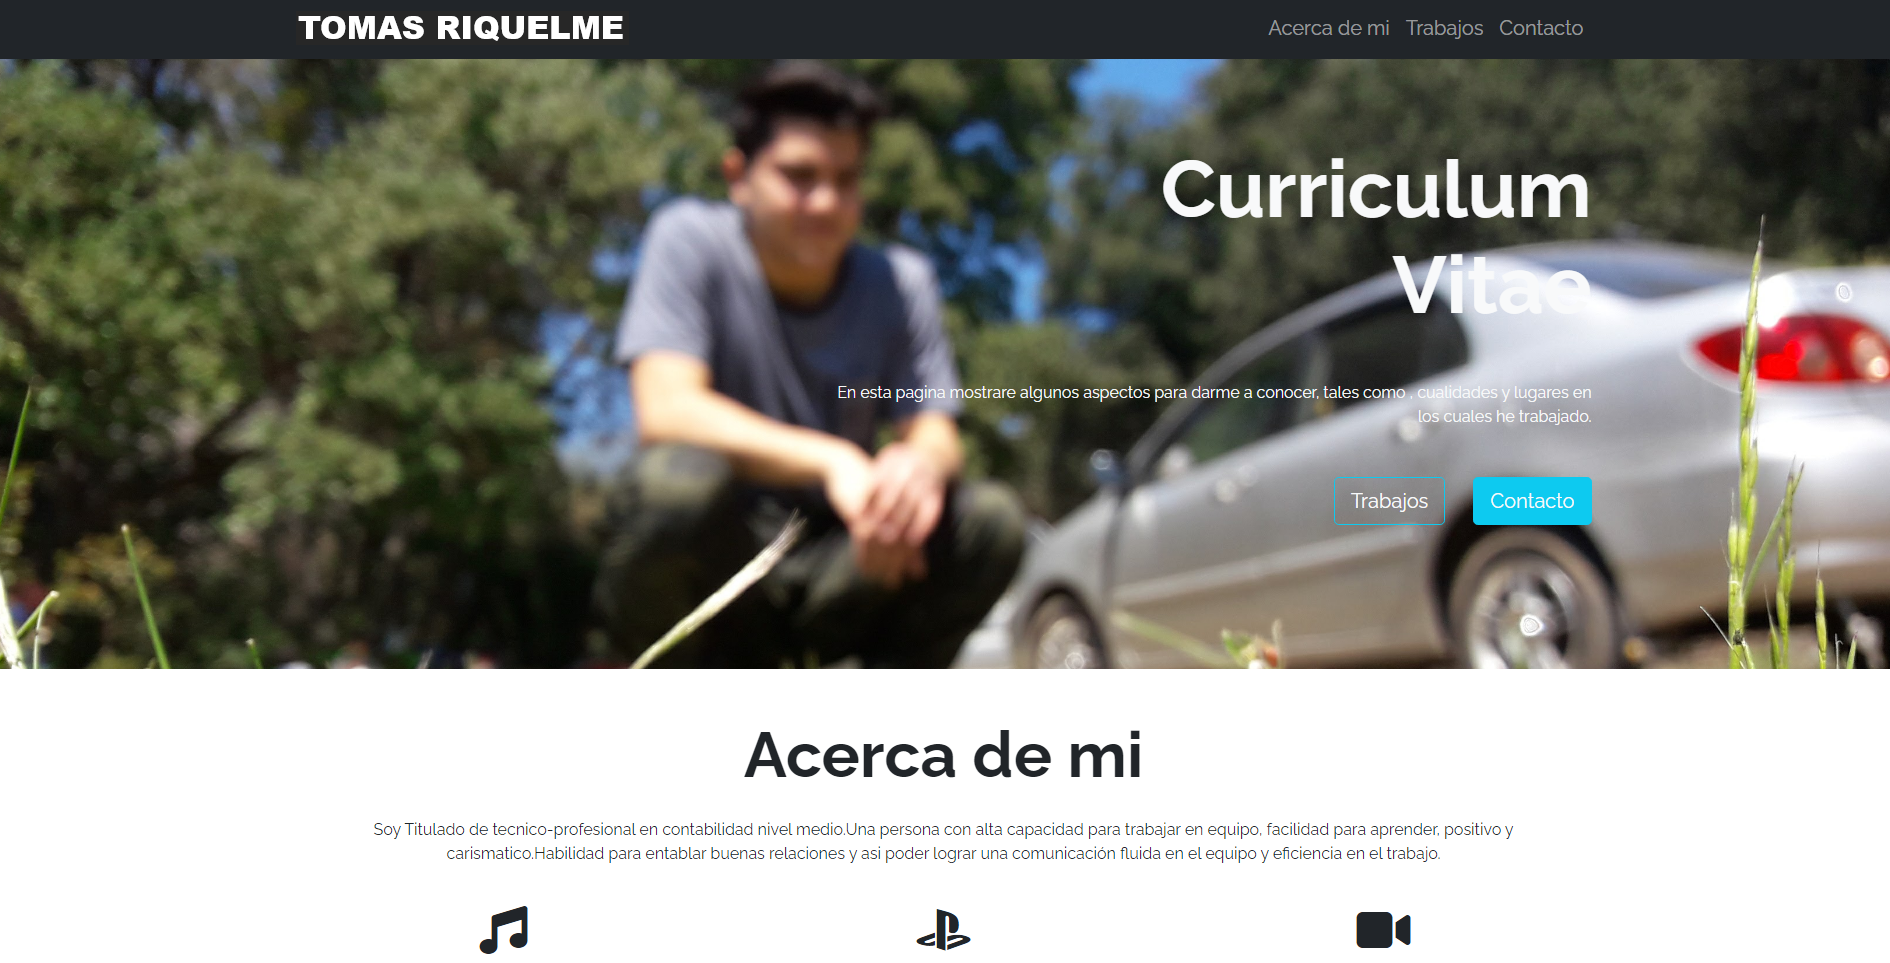 TOMAS RIQUELME
Acerca de mi Trabajos Contacto
Curriculum
Vitae
En esta pagina mostrare algunos aspectos para darme a conocer, tales como , cualidades y lugares en
los cuales he trabajado.
Trabajos Contacto
Acerca de mi
Soy Titulado de tecnico-profesional en contabilidad nivel medio.Una persona con alta capacidad para trabajar en equipo, facilidad para aprender, positivo y
carismatico.Habilidad para entablar buenas relaciones y asi poder lograr una comunicación fluida en el equipo y eficiencia en el trabajo.